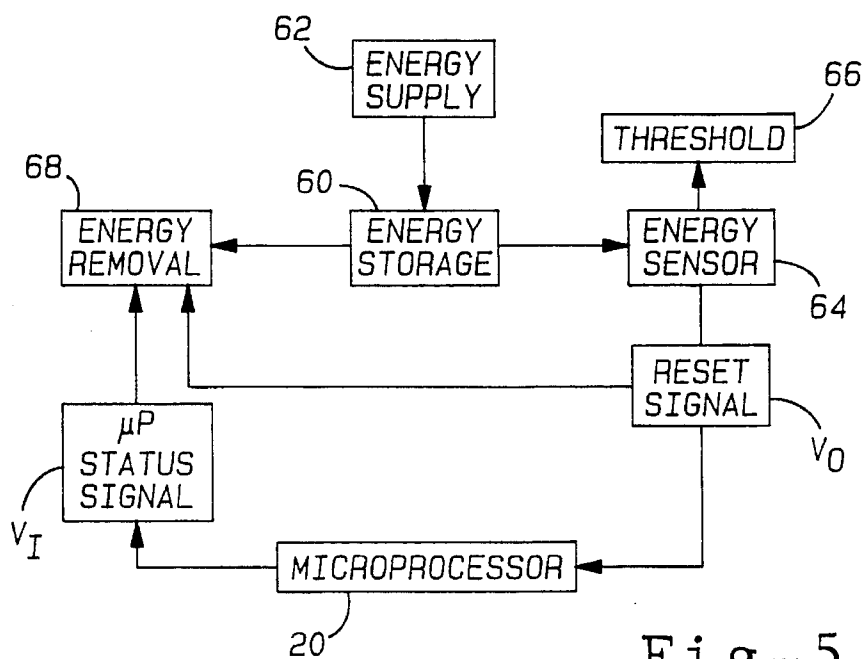 62
ENERGY
SUPPLY
66
THRESHOLD
68
ENERGY
REMOVAL
60
ENERGY
STORAGE
ENERGY
SENSOR
64
μP
STATUS
SIGNAL
V_I
RESET
SIGNAL
V_O
MICROPROCESSOR
20
Fig-5